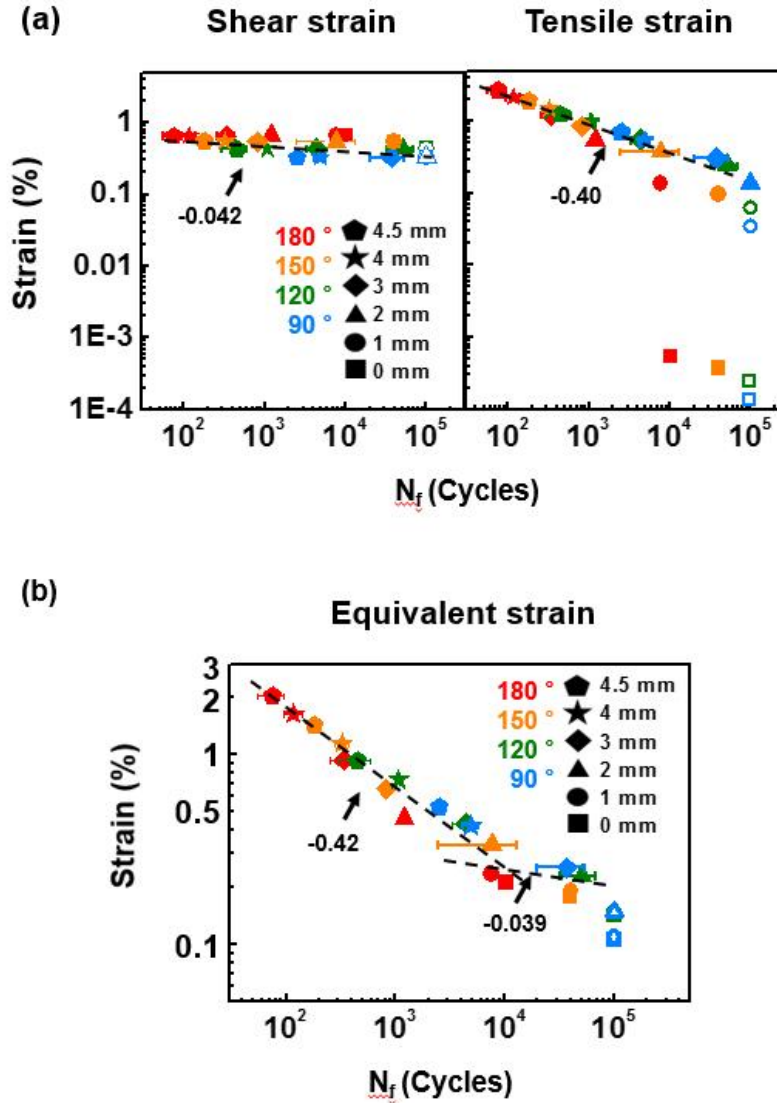 (a)
Shear strain
Tensile strain
Strain (%)
1
0.1
0.01
1E-3
1E-4
-0.042
180 °
150 °
120 °
90 °
4.5 mm
4 mm
3 mm
2 mm
1 mm
0 mm
-0.40
10² 10³ 10⁴ 10⁵
10² 10³ 10⁴ 10⁵
N_f (Cycles)
(b)
Equivalent strain
Strain (%)
3
2
1
0.5
0.1
180 °
150 °
120 °
90 °
4.5 mm
4 mm
3 mm
2 mm
1 mm
0 mm
-0.42
-0.039
10² 10³ 10⁴ 10⁵
N_f (Cycles)